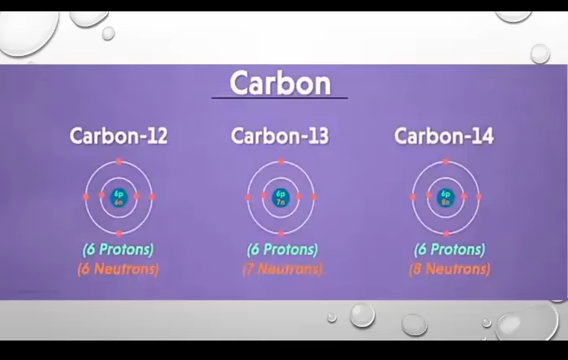 Carbon
Carbon-12 Carbon-13 Carbon-14
6p 6p 6p
6n 7n 8n
(6 Protons) (6 Protons) (6 Protons)
(6 Neutrons) (7 Neutrons) (8 Neutrons)